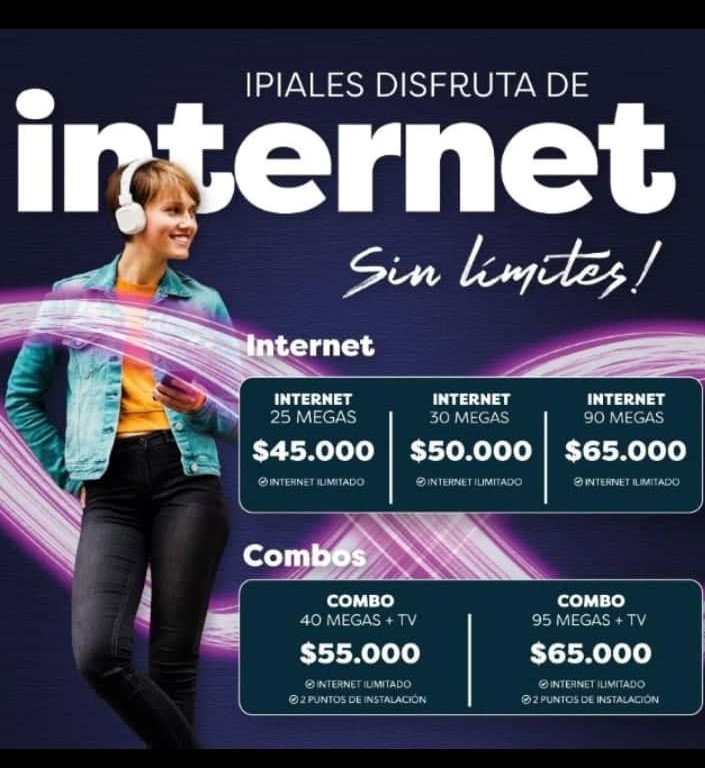 IPIALES DISFRUTA DE
internet
Sin límites!
Internet
INTERNET
25 MEGAS
$45.000
INTERNET ILIMITADO
INTERNET
30 MEGAS
$50.000
INTERNET ILIMITADO
INTERNET
90 MEGAS
$65.000
INTERNET ILIMITADO
Combos
COMBO
40 MEGAS + TV
$55.000
INTERNET ILIMITADO
2 PUNTOS DE INSTALACIÓN
COMBO
95 MEGAS + TV
$65.000
INTERNET ILIMITADO
2 PUNTOS DE INSTALACIÓN